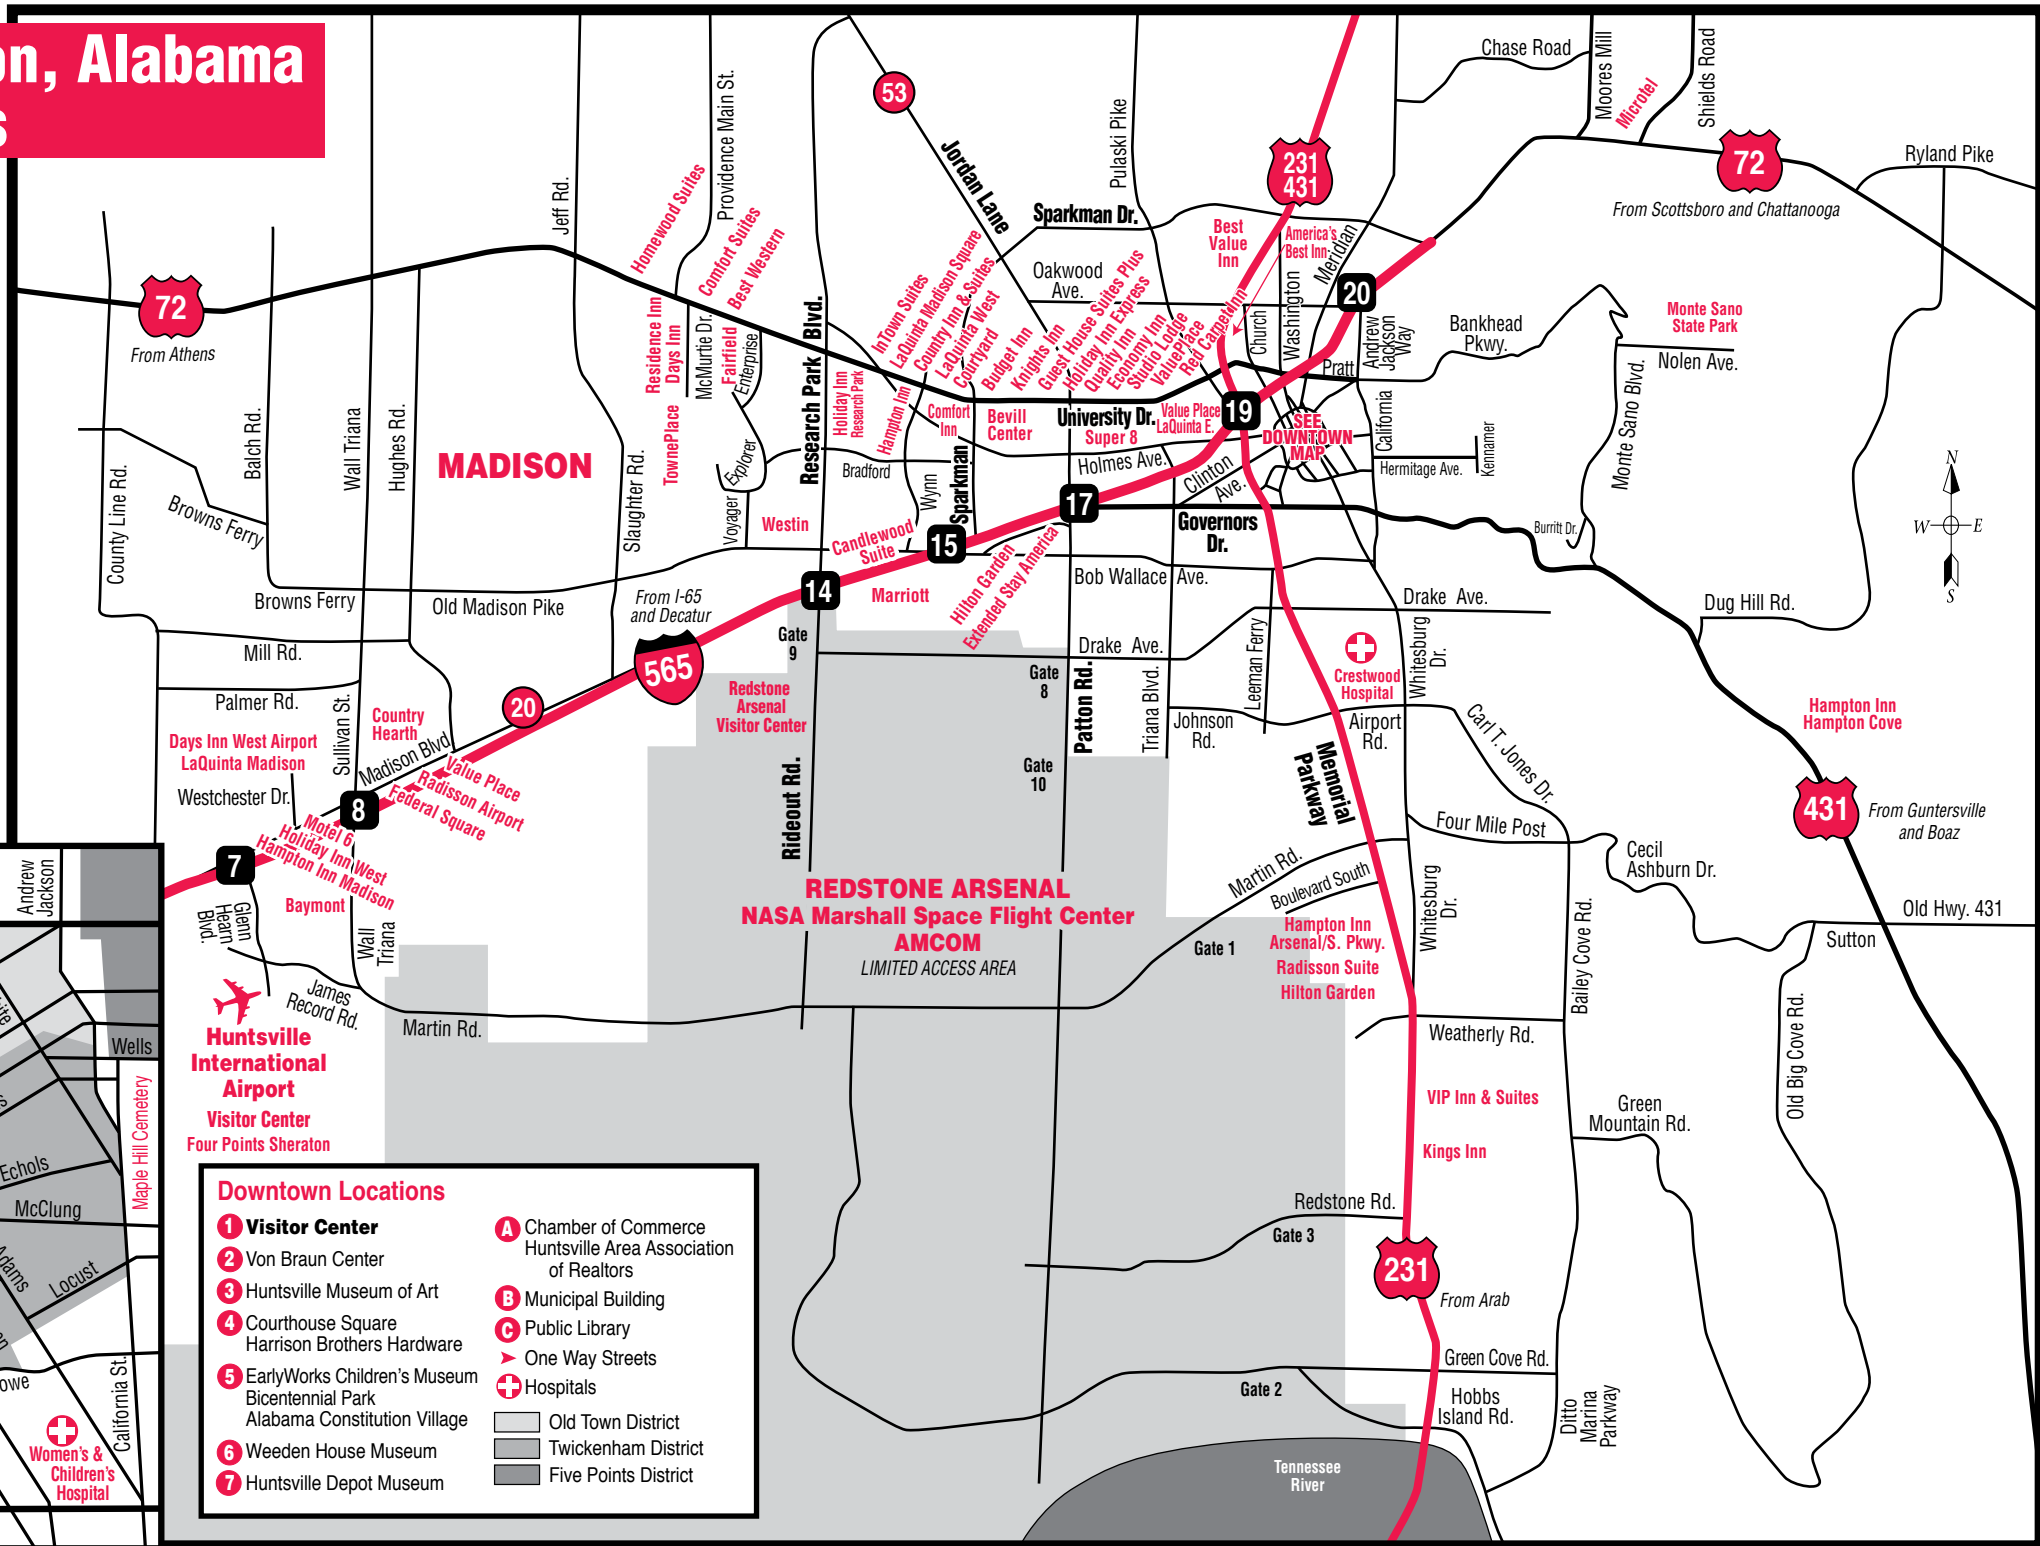 on, Alabama
s
53
231
431
72
From Scottsboro and Chattanooga
Chase Road
Moores Mill
Microtel
Shields Road
Ryland Pike
Providence Main St.
Jeff Rd.
Homewood Suites
Comfort Suites
Best Western
Jordan Lane
Pulaski Pike
Sparkman Dr.
Best
Value
Inn
America's
Best Inn
Meridian
Oakwood
Ave.
72
From Athens
20
Residence Inn
Days Inn
McMurtie Dr.
Fairfield
Enterprise
TownePlace
Research Park Blvd.
InTown Suites
LaQuinta Madison Square
Country Inn & Suites
LaQuinta West
Courtyard
Budget Inn
Knights Inn
Guest House Suites Plus
Holiday Inn Express
Quality Inn
Economy Inn
Studio Lodge
ValuePlace
Red Carpet Inn
Church
Washington
Andrew
Jackson
Way
Pratt
Bankhead
Pkwy.
Monte Sano
State Park
Nolen Ave.
Monte Sano Blvd.
Holiday Inn
Research Park
Hampton Inn
Comfort
Inn
Bevill
Center
University Dr.
Super 8
Value Place
LaQuinta E.
19
SEE
DOWNTOWN
MAP
California
Hermitage Ave.
Kennamer
Balch Rd.
Wall Triana
Hughes Rd.
MADISON
Slaughter Rd.
Explorer
Voyager
Bradford
Wynn
Sparkman
Holmes Ave.
Clinton
Ave.
17
Governors
Dr.
Burritt Dr.
N
W
E
S
County Line Rd.
Browns Ferry
Westin
Candlewood
Suite
15
Hilton Garden
Extended Stay America
Bob Wallace Ave.
14
Marriott
Browns Ferry
Old Madison Pike
From I-65
and Decatur
565
Gate
9
Drake Ave.
Drake Ave.
Dug Hill Rd.
Mill Rd.
Palmer Rd.
Sullivan St.
Country
Hearth
20
Redstone
Arsenal
Visitor Center
Gate
8
Patton Rd.
Triana Blvd.
Leeman Ferry
Crestwood
Hospital
Whitesburg
Dr.
Johnson
Rd.
Airport
Rd.
Carl T. Jones Dr.
Hampton Inn
Hampton Cove
Days Inn West Airport
LaQuinta Madison
Westchester Dr.
Madison Blvd.
Value Place
Radisson Airport
Federal Square
8
7
Motel 6
Holiday Inn West
Hampton Inn Madison
Baymont
Rideout Rd.
Gate
10
Memorial
Parkway
431
From Guntersville
and Boaz
Four Mile Post
Cecil
Ashburn Dr.
Martin Rd.
Boulevard South
Andrew
Jackson
Glenn
Hearn
Blvd.
Wall
Triana
REDSTONE ARSENAL
NASA Marshall Space Flight Center
AMCOM
LIMITED ACCESS AREA
Gate 1
Hampton Inn
Arsenal/S. Pkwy.
Radisson Suite
Hilton Garden
Whitesburg
Dr.
Bailey Cove Rd.
Old Hwy. 431
Sutton
James
Record Rd.
Martin Rd.
Huntsville
International
Airport
Visitor Center
Four Points Sheraton
Weatherly Rd.
Old Big Cove Rd.
VIP Inn & Suites
Green
Mountain Rd.
Kings Inn
Wells
Maple Hill Cemetery
Echols
McClung
Adams
Locust
owe
California St.
Women's &
Children's
Hospital
Redstone Rd.
Gate 3
231
From Arab
Green Cove Rd.
Gate 2
Hobbs
Island Rd.
Ditto
Marina
Parkway
Tennessee
River
Downtown Locations
1 Visitor Center
2 Von Braun Center
3 Huntsville Museum of Art
4 Courthouse Square
Harrison Brothers Hardware
5 EarlyWorks Children's Museum
Bicentennial Park
Alabama Constitution Village
6 Weeden House Museum
7 Huntsville Depot Museum
A Chamber of Commerce
Huntsville Area Association
of Realtors
B Municipal Building
C Public Library
One Way Streets
Hospitals
Old Town District
Twickenham District
Five Points District